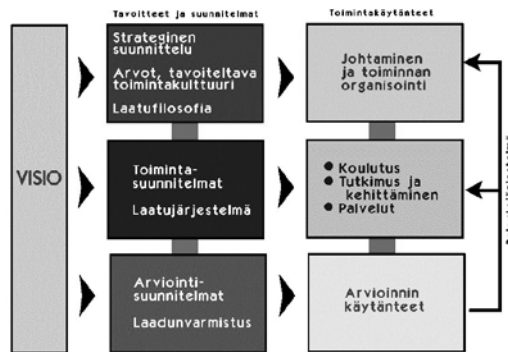 Tavoitteet ja suunnitelmat
Toimintakäytänteet
VISIO
Strateginen
suunnittelu
Arvot, tavoiteltava
toimintakulttuuri
Laatufilosofia
Johtaminen
ja toiminnan
organisointi
Toiminta-
suunnitelmat
Laatujärjestelmä
Koulutus
Tutkimus ja
kehittäminen
Palvelut
Arviointi-
suunnitelmat
Laadunvarmistus
Arvioinnin
käytänteet